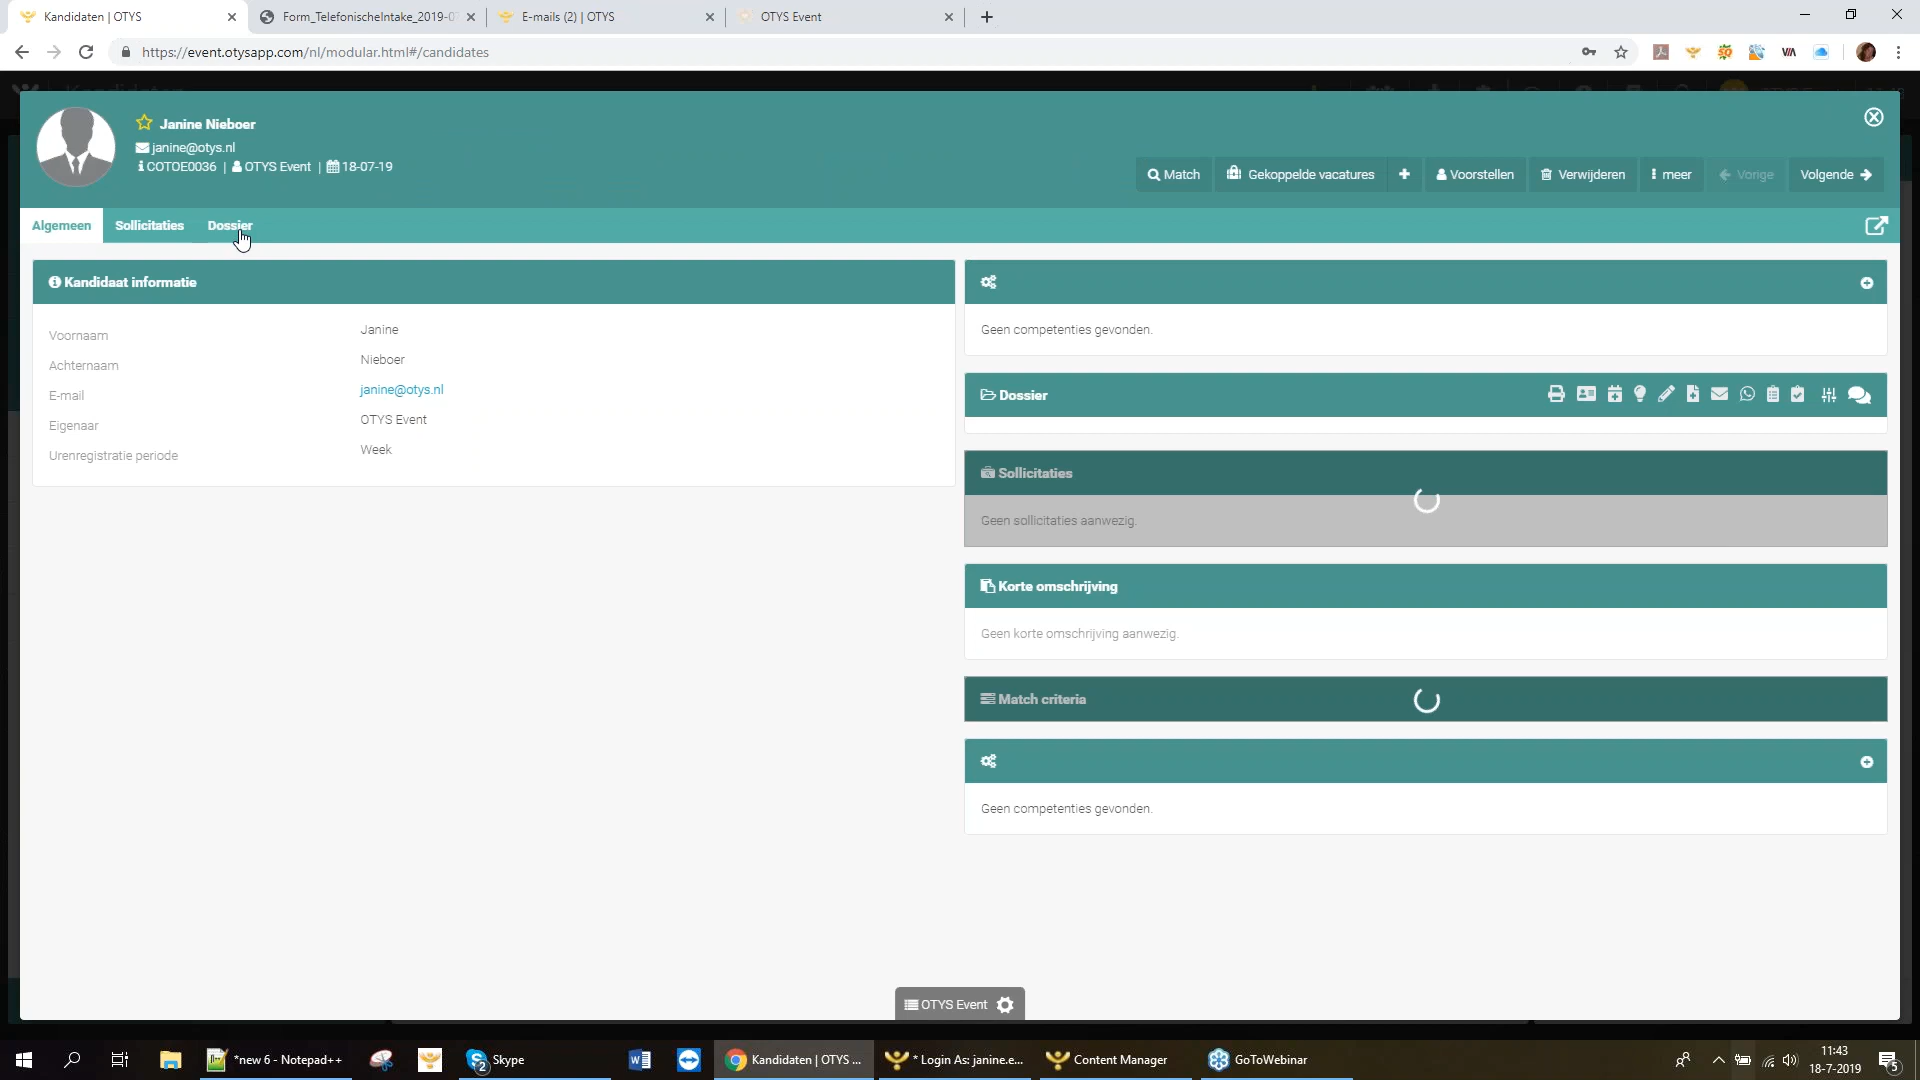 Kandidaten | OTYS
Form_TelefonischeIntake_2019-0
E-mails (2) | OTYS
OTYS Event
https://event.otysapp.com/nl/modular.html#/candidates
Janine Nieboer
janine@otys.nl
COTOE0036 | OTYS Event | 18-07-19
Match
Gekoppelde vacatures
Voorstellen
Verwijderen
meer
Vorige
Volgende
Algemeen
Sollicitaties
Dossier
Kandidaat informatie
Voornaam Janine
Achternaam Nieboer
E-mail janine@otys.nl
Eigenaar OTYS Event
Urenregistratie periode Week
Geen competenties gevonden.
Dossier
Sollicitaties
Geen sollicitaties aanwezig.
Korte omschrijving
Geen korte omschrijving aanwezig.
Match criteria
Geen competenties gevonden.
OTYS Event
*new 6 - Notepad++
2
Skype
Kandidaten | OTYS ...
* Login As: janine.e...
Content Manager
GoToWebinar
11:43
18-7-2019
5